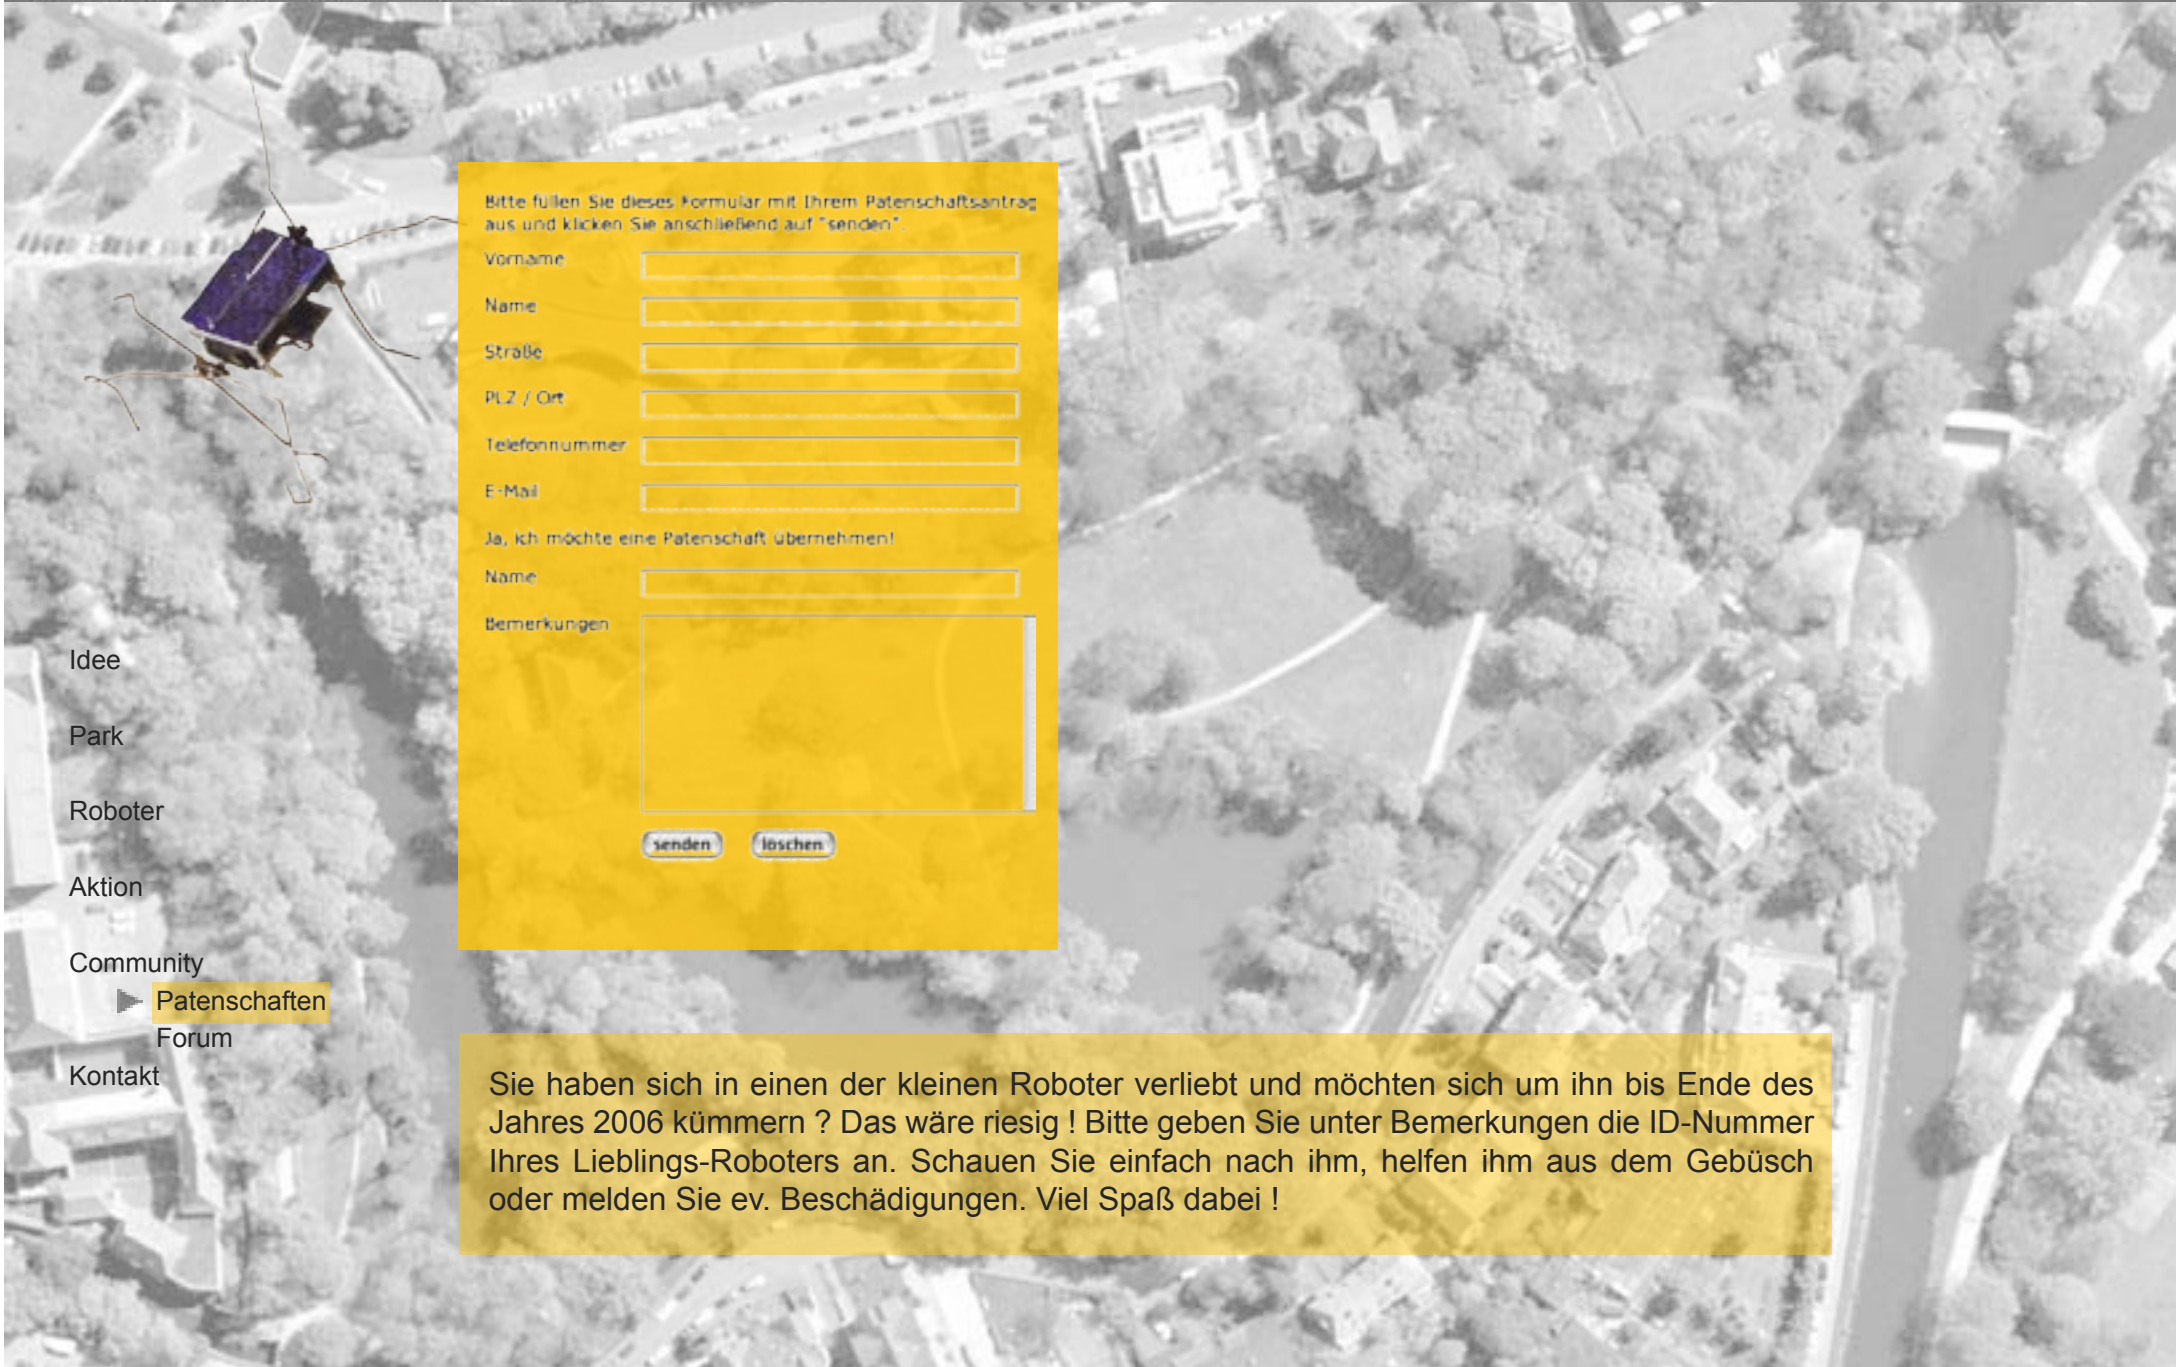 Bitte füllen Sie dieses Formular mit Ihrem Patenschaftsantrag
aus und klicken Sie anschließend auf "senden".
Vorname
Name
Straße
PLZ / Ort
Telefonnummer
E-Mail
Ja, ich möchte eine Patenschaft übernehmen!
Name
Bemerkungen
senden löschen
Idee
Park
Roboter
Aktion
Community
Patenschaften
Forum
Kontakt
Sie haben sich in einen der kleinen Roboter verliebt und möchten sich um ihn bis Ende des
Jahres 2006 kümmern ? Das wäre riesig ! Bitte geben Sie unter Bemerkungen die ID-Nummer
Ihres Lieblings-Roboters an. Schauen Sie einfach nach ihm, helfen ihm aus dem Gebüsch
oder melden Sie ev. Beschädigungen. Viel Spaß dabei !